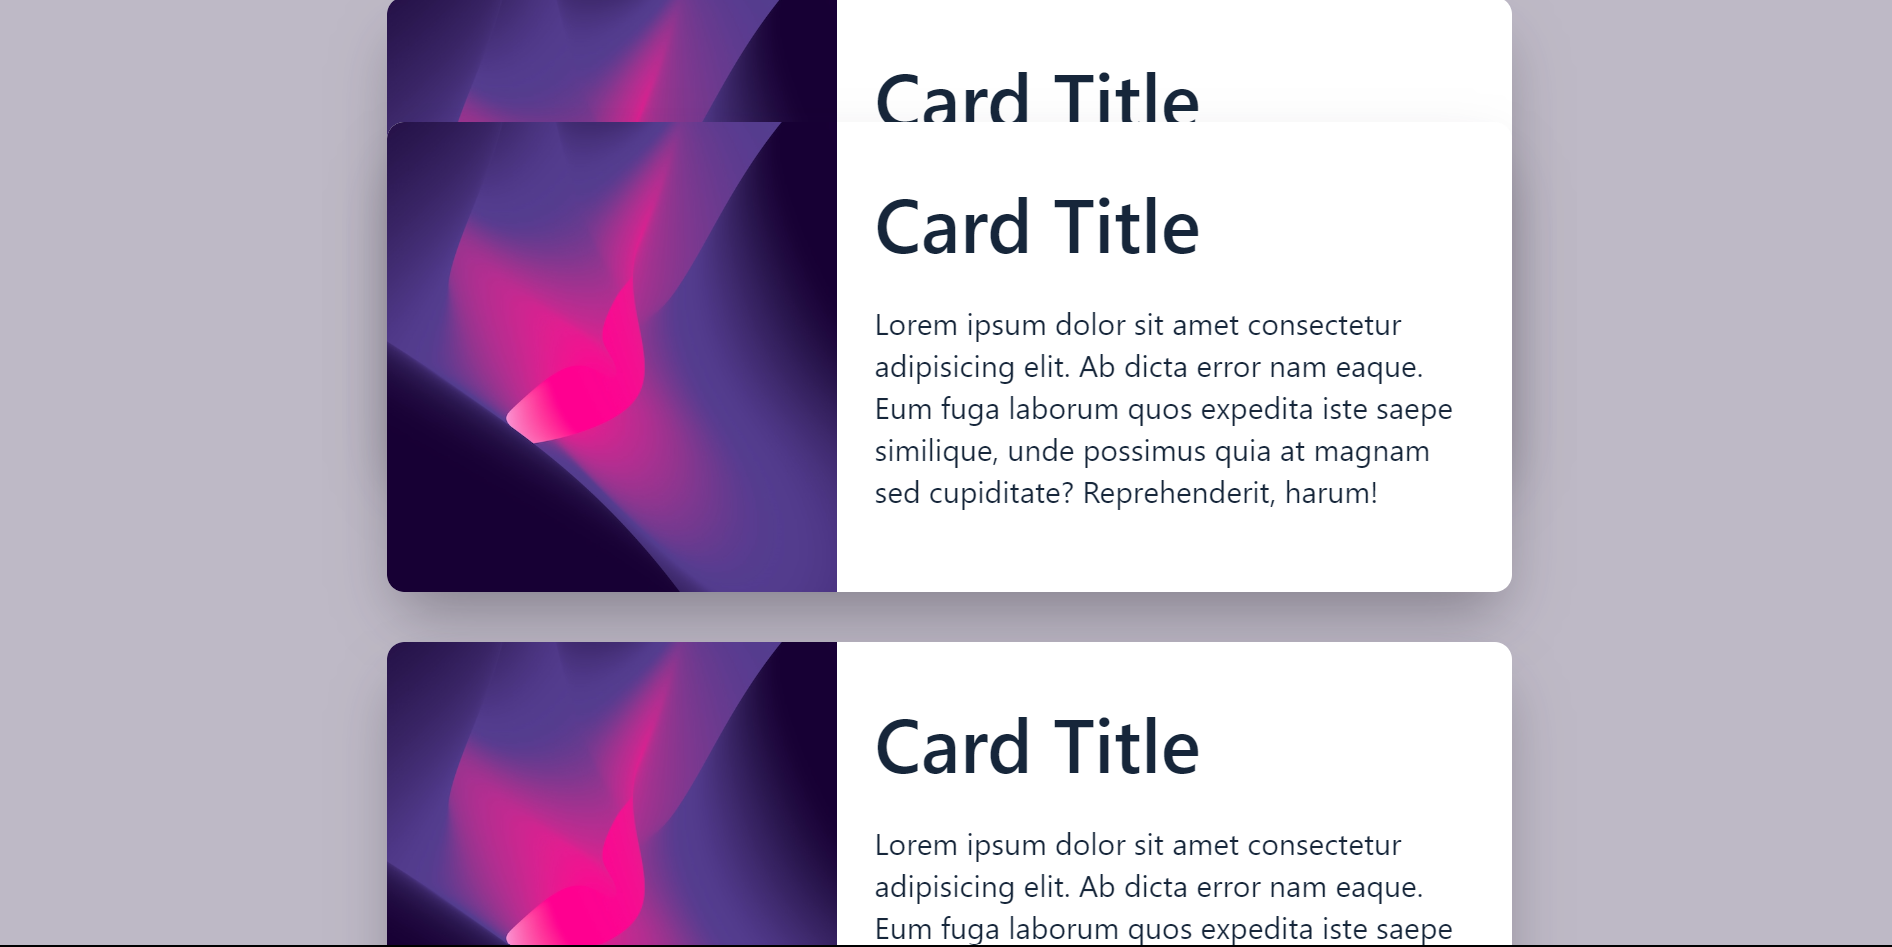 Card Title
Card Title
Lorem ipsum dolor sit amet consectetur
adipisicing elit. Ab dicta error nam eaque.
Eum fuga laborum quos expedita iste saepe
similique, unde possimus quia at magnam
sed cupiditate? Reprehenderit, harum!
Card Title
Lorem ipsum dolor sit amet consectetur
adipisicing elit. Ab dicta error nam eaque.
Eum fuga laborum quos expedita iste saepe